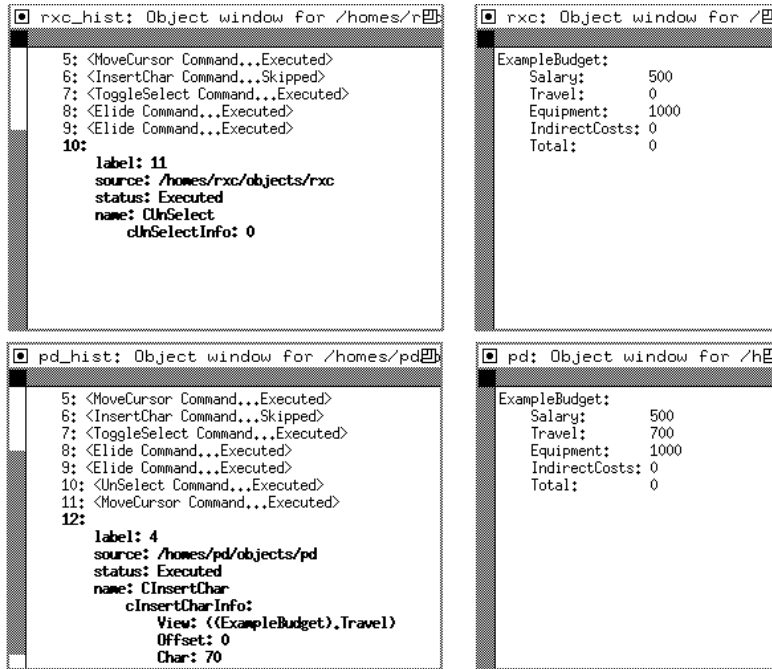 rxc_hist: Object window for /homes/r
5: <MoveCursor Command...Executed>
6: <InsertChar Command...Skipped>
7: <ToggleSelect Command...Executed>
8: <Elide Command...Executed>
9: <Elide Command...Executed>
10:
label: 11
source: /homes/rxc/objects/rxc
status: Executed
name: CUnSelect
cUnSelectInfo: 0
rxc: Object window for /
ExampleBudget:
Salary: 500
Travel: 0
Equipment: 1000
IndirectCosts: 0
Total: 0
pd_hist: Object window for /homes/pd
5: <MoveCursor Command...Executed>
6: <InsertChar Command...Skipped>
7: <ToggleSelect Command...Executed>
8: <Elide Command...Executed>
9: <Elide Command...Executed>
10: <UnSelect Command...Executed>
11: <MoveCursor Command...Executed>
12:
label: 4
source: /homes/pd/objects/pd
status: Executed
name: CInsertChar
cInsertCharInfo:
View: ((ExampleBudget).Travel)
Offset: 0
Char: 70
pd: Object window for /h
ExampleBudget:
Salary: 500
Travel: 700
Equipment: 1000
IndirectCosts: 0
Total: 0